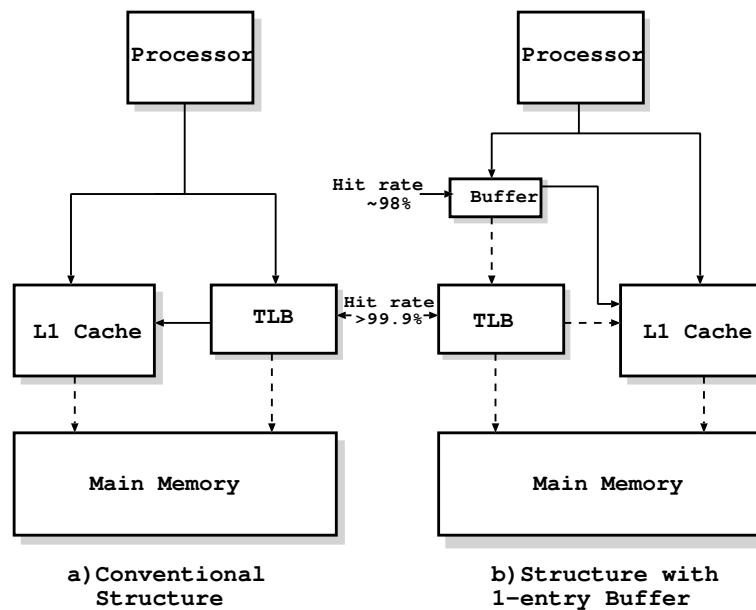 Processor
Processor
Hit rate
~98%
Buffer
L1 Cache
TLB
Hit rate
>99.9%
TLB
L1 Cache
Main Memory
Main Memory
a)Conventional
Structure
b)Structure with
1-entry Buffer